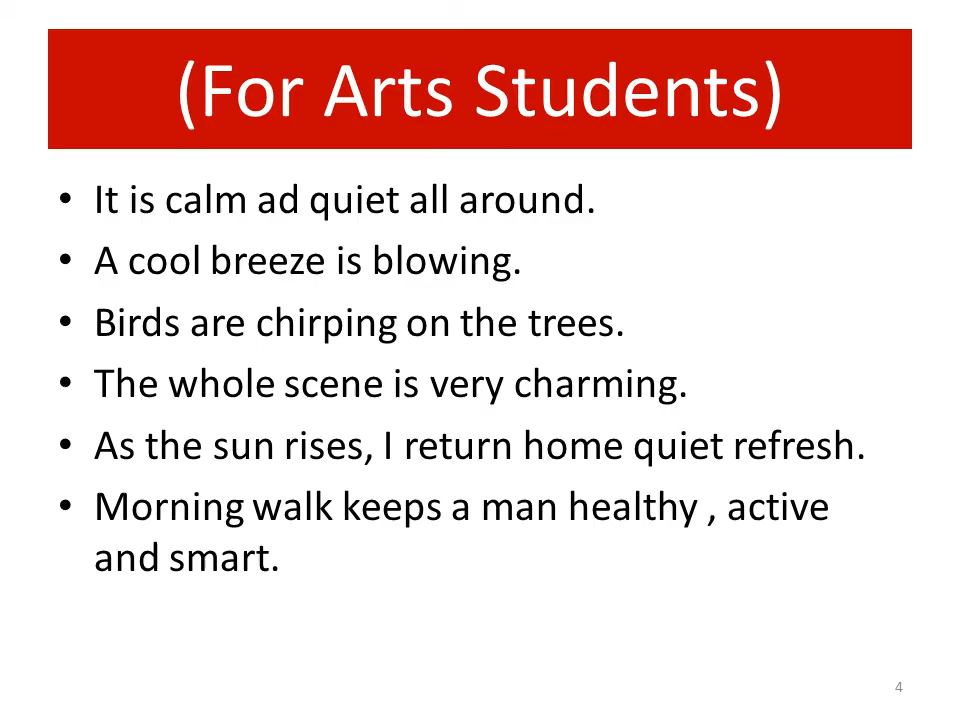 (For Arts Students)
• It is calm ad quiet all around.
• A cool breeze is blowing.
• Birds are chirping on the trees.
• The whole scene is very charming.
• As the sun rises, I return home quiet refresh.
• Morning walk keeps a man healthy , active
and smart.
4